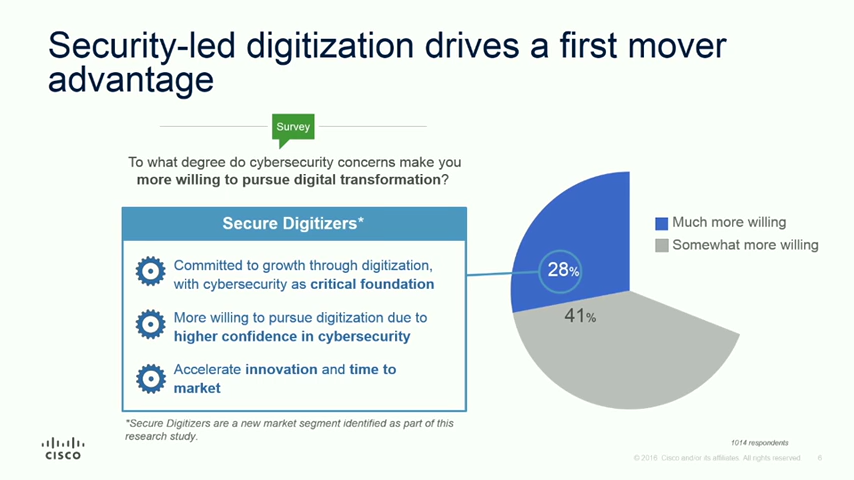 Security-led digitization drives a first mover
advantage
Survey
To what degree do cybersecurity concerns make you
more willing to pursue digital transformation?
Secure Digitizers*
Committed to growth through digitization,
with cybersecurity as critical foundation
More willing to pursue digitization due to
higher confidence in cybersecurity
Accelerate innovation and time to
market
*Secure Digitizers are a new market segment identified as part of this
research study.
28%
41%
Much more willing
Somewhat more willing
1014 respondents
CISCO
© 2016 Cisco and/or its affiliates. All rights reserved 6